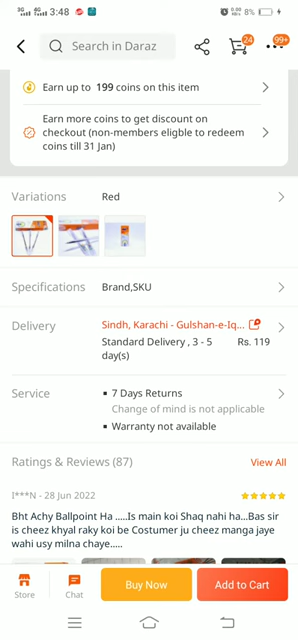 3G 4G 3:48 0.00 KB/s 8%
Search in Daraz 24 99+
Earn up to 199 coins on this item
Earn more coins to get discount on
checkout (non-members eligble to redeem
coins till 31 Jan)
Variations Red
Specifications Brand,SKU
Delivery Sindh, Karachi - Gulshan-e-Iq...
Standard Delivery , 3 - 5 Rs. 119
day(s)
Service 7 Days Returns
Change of mind is not applicable
Warranty not available
Ratings & Reviews (87) View All
I***N - 28 Jun 2022
Bht Achy Ballpoint Ha .....Is main koi Shaq nahi ha...Bas sir
is cheez khyal raky koi be Costumer ju cheez manga jaye
wahi usy milna chaye.....
Store Chat Buy Now Add to Cart